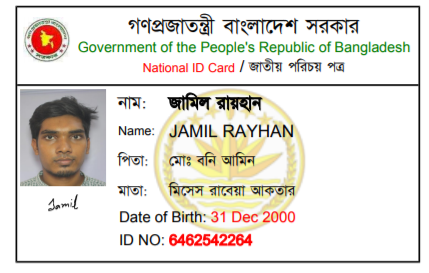 গণপ্রজাতন্ত্রী বাংলাদেশ সরকার
Government of the People's Republic of Bangladesh
National ID Card / জাতীয় পরিচয় পত্র
নাম: জামিল রায়হান
Name: JAMIL RAYHAN
পিতা: মোঃ বনি আমিন
মাতা: মিসেস রাবেয়া আকতার
Jamil
Date of Birth: 31 Dec 2000
ID NO: 6462542264